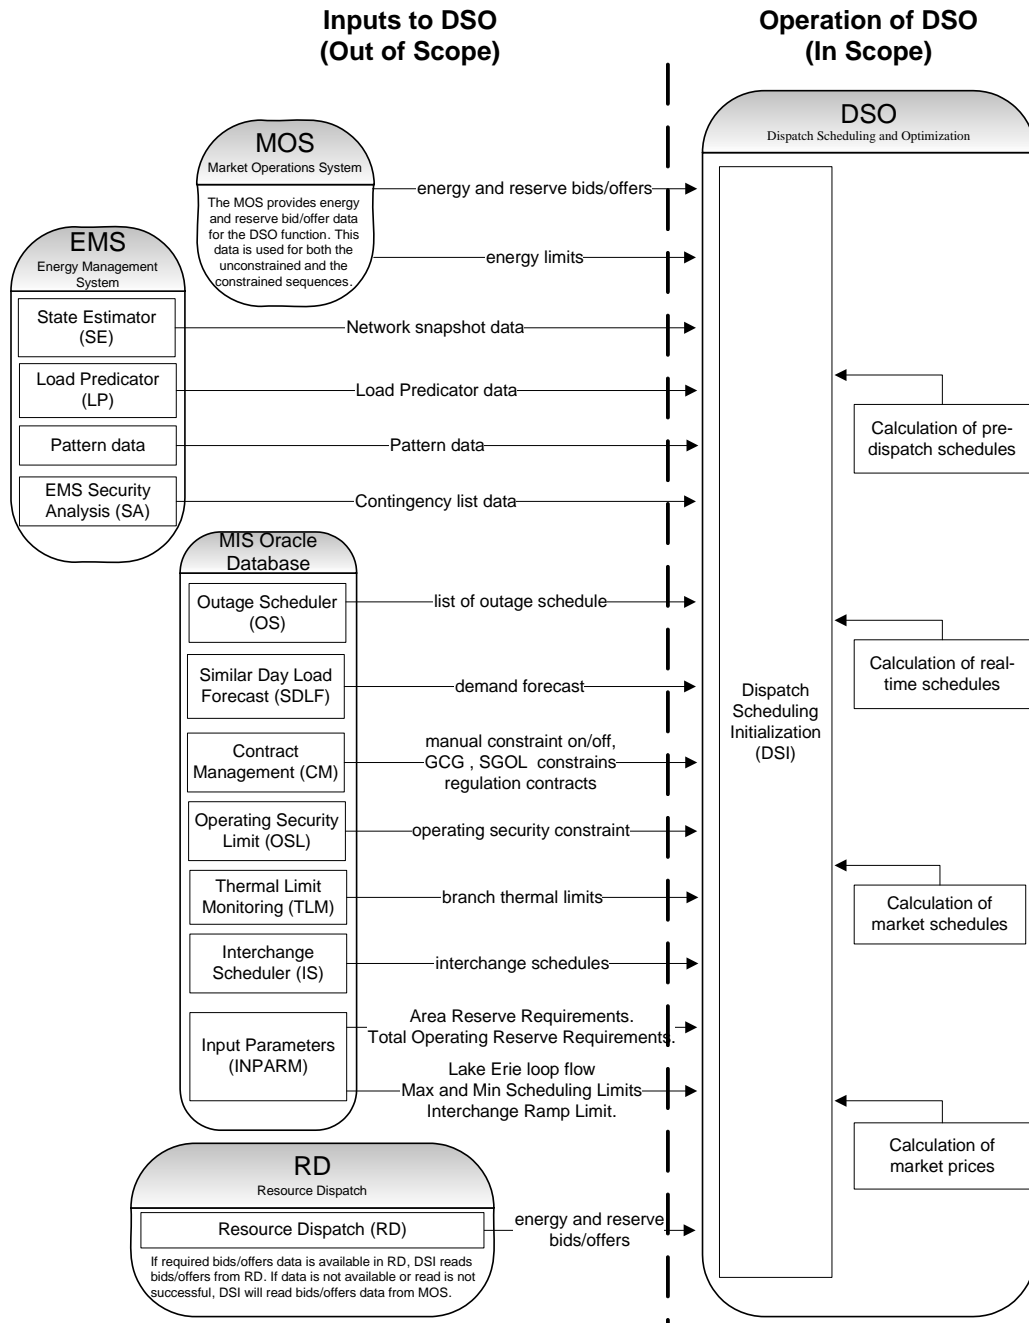 Inputs to DSO
(Out of Scope)
Operation of DSO
(In Scope)
MOS
Market Operations System
The MOS provides energy
and reserve bid/offer data
for the DSO function. This
data is used for both the
unconstrained and the
constrained sequences.
energy and reserve bids/offers
energy limits
EMS
Energy Management
System
State Estimator
(SE)
Network snapshot data
Load Predicator
(LP)
Load Predicator data
Pattern data
Pattern data
EMS Security
Analysis (SA)
Contingency list data
MIS Oracle
Database
Outage Scheduler
(OS)
list of outage schedule
Similar Day Load
Forecast (SDLF)
demand forecast
Contract
Management (CM)
manual constraint on/off,
GCG , SGOL  constrains
regulation contracts
Operating Security
Limit (OSL)
operating security constraint
Thermal Limit
Monitoring (TLM)
branch thermal limits
Interchange
Scheduler (IS)
interchange schedules
Input Parameters
(INPARM)
Area Reserve Requirements.
Total Operating Reserve Requirements.
Lake Erie loop flow
Max and Min Scheduling Limits
Interchange Ramp Limit.
RD
Resource Dispatch
Resource Dispatch (RD)
If required bids/offers data is available in RD, DSI reads
bids/offers from RD. If data is not available or read is not
successful, DSI will read bids/offers data from MOS.
energy and reserve
bids/offers
DSO
Dispatch Scheduling and Optimization
Dispatch
Scheduling
Initialization
(DSI)
Calculation of pre-
dispatch schedules
Calculation of real-
time schedules
Calculation of
market schedules
Calculation of
market prices